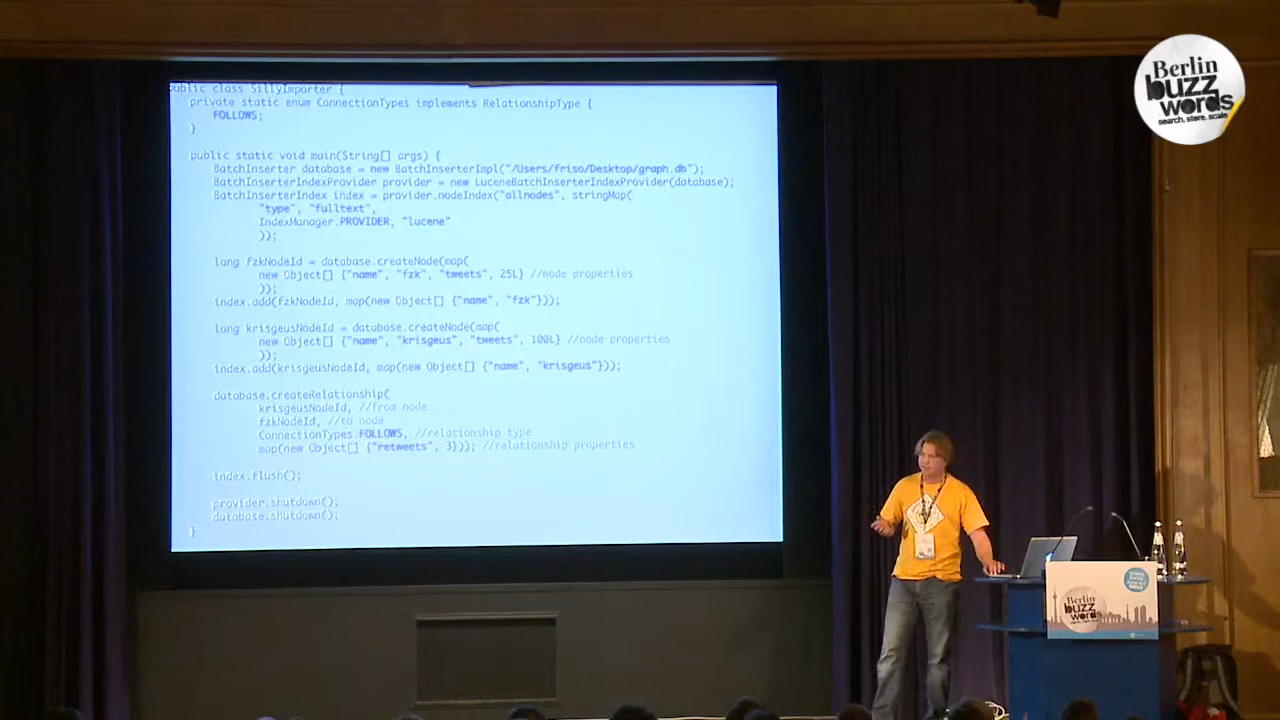 public class SillyImporter {
private static enum ConnectionTypes implements RelationshipType {
FOLLOWS;
}
public static void main(String[] args) {
BatchInserter database = new BatchInserterImpl("/Users/friso/Desktop/graph.db");
BatchInserterIndexProvider provider = new LuceneBatchInserterIndexProvider(database);
BatchInserterIndex index = provider.nodeIndex("allnodes", stringMap(
"type", "fulltext",
IndexManager.PROVIDER, "lucene"
));
long fzkNodeId = database.createNode(map(
new Object[] {"name", "fzk", "tweets", 25L} //node properties
));
index.add(fzkNodeId, map(new Object[] {"name", "fzk"}));
long krisgeusNodeId = database.createNode(map(
new Object[] {"name", "krisgeus", "tweets", 100L} //node properties
));
index.add(krisgeusNodeId, map(new Object[] {"name", "krisgeus"}));
database.createRelationship(
krisgeusNodeId, //from node
fzkNodeId, //to node
ConnectionTypes.FOLLOWS, //relationship type
map(new Object[] {"retweets", 3})); //relationship properties
index.flush();
provider.shutdown();
database.shutdown();
}
Berlin
buzz
words
search. store. scale.
Berlin
buzz
words